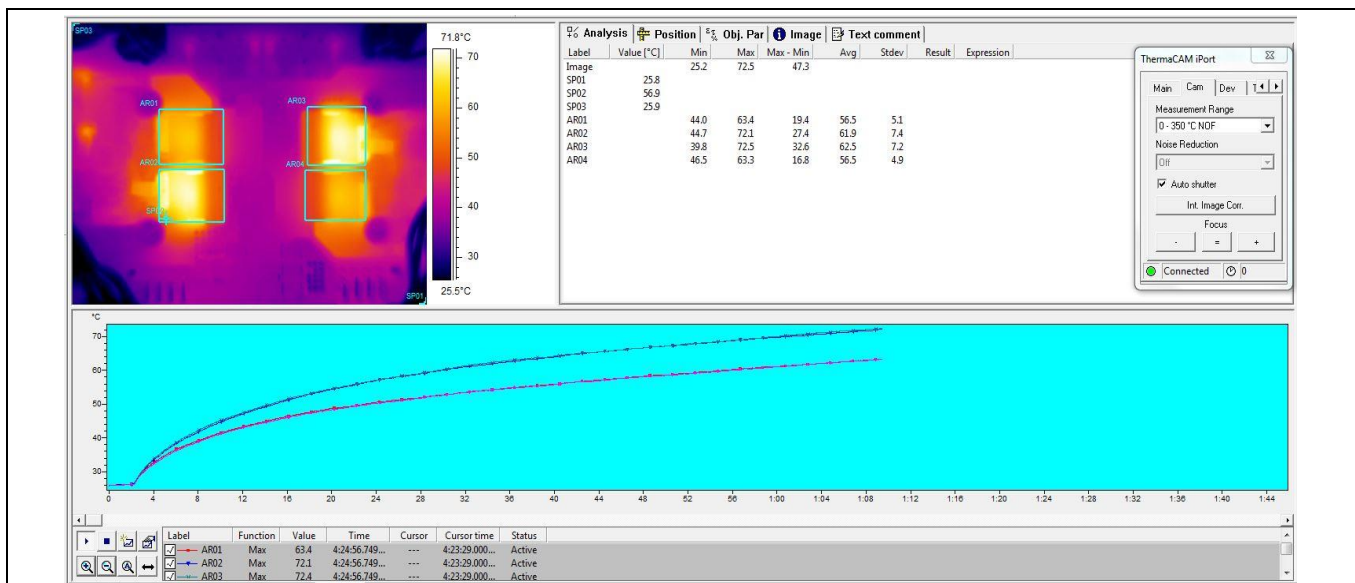 SP03
AR01
AR03
AR02
AR04
SP01
71.8°C
70
60
50
40
30
25.5°C
Analysis Position Obj. Par Image Text comment
Label Value [°C] Min Max Max - Min Avg Stdev Result Expression
Image 25.2 72.5 47.3
SP01 25.8
SP02 56.9
SP03 25.9
AR01 44.0 63.4 19.4 56.5 5.1
AR02 44.7 72.1 27.4 61.9 7.4
AR03 39.8 72.5 32.6 62.5 7.2
AR04 46.5 63.3 16.8 56.5 4.9
ThermaCAM iPort
Main Cam Dev
Measurement Range
0 - 350 °C NOF
Noise Reduction
Off
Auto shutter
Int. Image Corr.
Focus
- = +
Connected 0
°C
70
60
50
40
30
0 4 8 12 16 20 24 28 32 36 40 44 48 52 56 1:00 1:04 1:08 1:12 1:16 1:20 1:24 1:28 1:32 1:36 1:40 1:44
Label Function Value Time Cursor Cursor time Status
AR01 Max 63.4 4:24:56.749... --- 4:23:29.000... Active
AR02 Max 72.1 4:24:56.749... --- 4:23:29.000... Active
AR03 Max 72.4 4:24:56.749... --- 4:23:29.000... Active